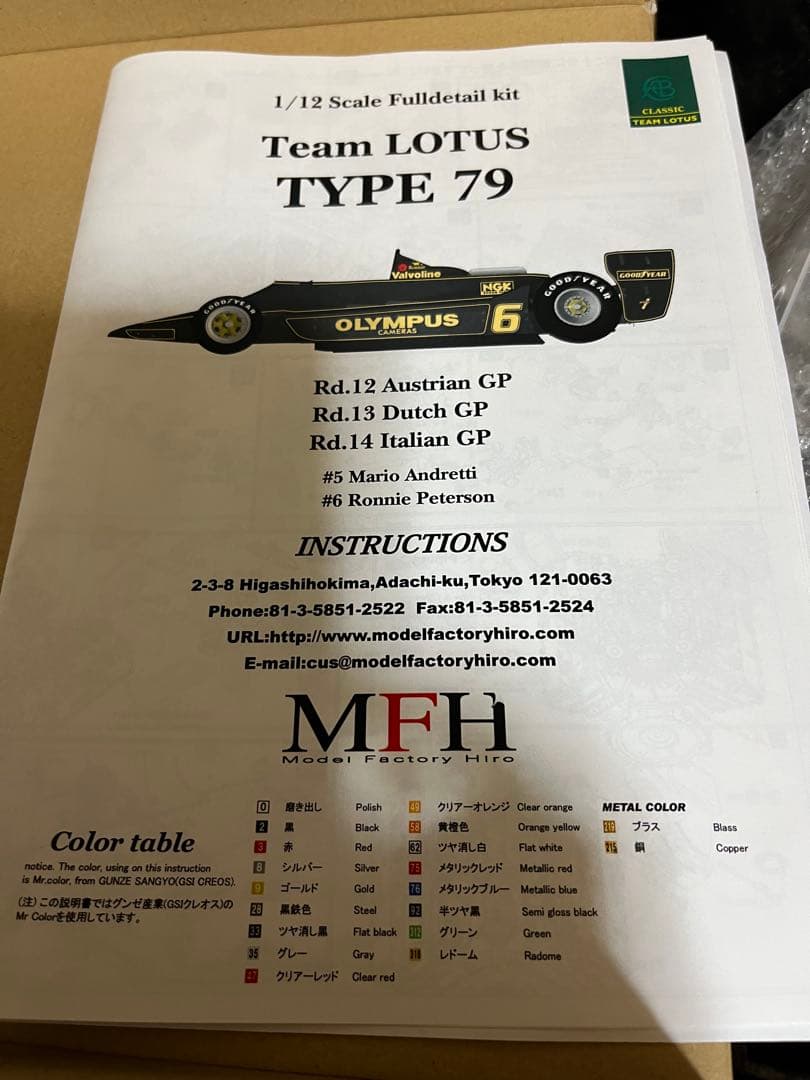 1/12 Scale Fulldetail kit
CLASSIC
TEAM LOTUS
Team LOTUS
TYPE 79
Valvoline
NGK
GOODYEAR
GOODYEAR
GOODYEAR
OLYMPUS
CAMERAS
6
Rd.12 Austrian GP
Rd.13 Dutch GP
Rd.14 Italian GP
#5 Mario Andretti
#6 Ronnie Peterson
INSTRUCTIONS
2-3-8 Higashihokima,Adachi-ku,Tokyo 121-0063
Phone:81-3-5851-2522 Fax:81-3-5851-2524
URL:http://www.modelfactoryhiro.com
E-mail:cus@modelfactoryhiro.com
MFH
Model Factory Hiro
Color table
notice. The color, using on this instruction
is Mr.color, from GUNZE SANGYO(GSI CREOS).
(注)この説明書ではグンゼ産業(GSIクレオス)の
Mr Colorを使用しています。
0 磨き出し Polish
2 黒 Black
3 赤 Red
8 シルバー Silver
9 ゴールド Gold
28 黒鉄色 Steel
33 ツヤ消し黒 Flat black
35 グレー Gray
47 クリアーレッド Clear red
49 クリアーオレンジ Clear orange
58 黄橙色 Orange yellow
62 ツヤ消し白 Flat white
75 メタリックレッド Metallic red
76 メタリックブルー Metallic blue
92 半ツヤ黒 Semi gloss black
312 グリーン Green
318 レドーム Radome
METAL COLOR
219 ブラス Blass
215 銅 Copper